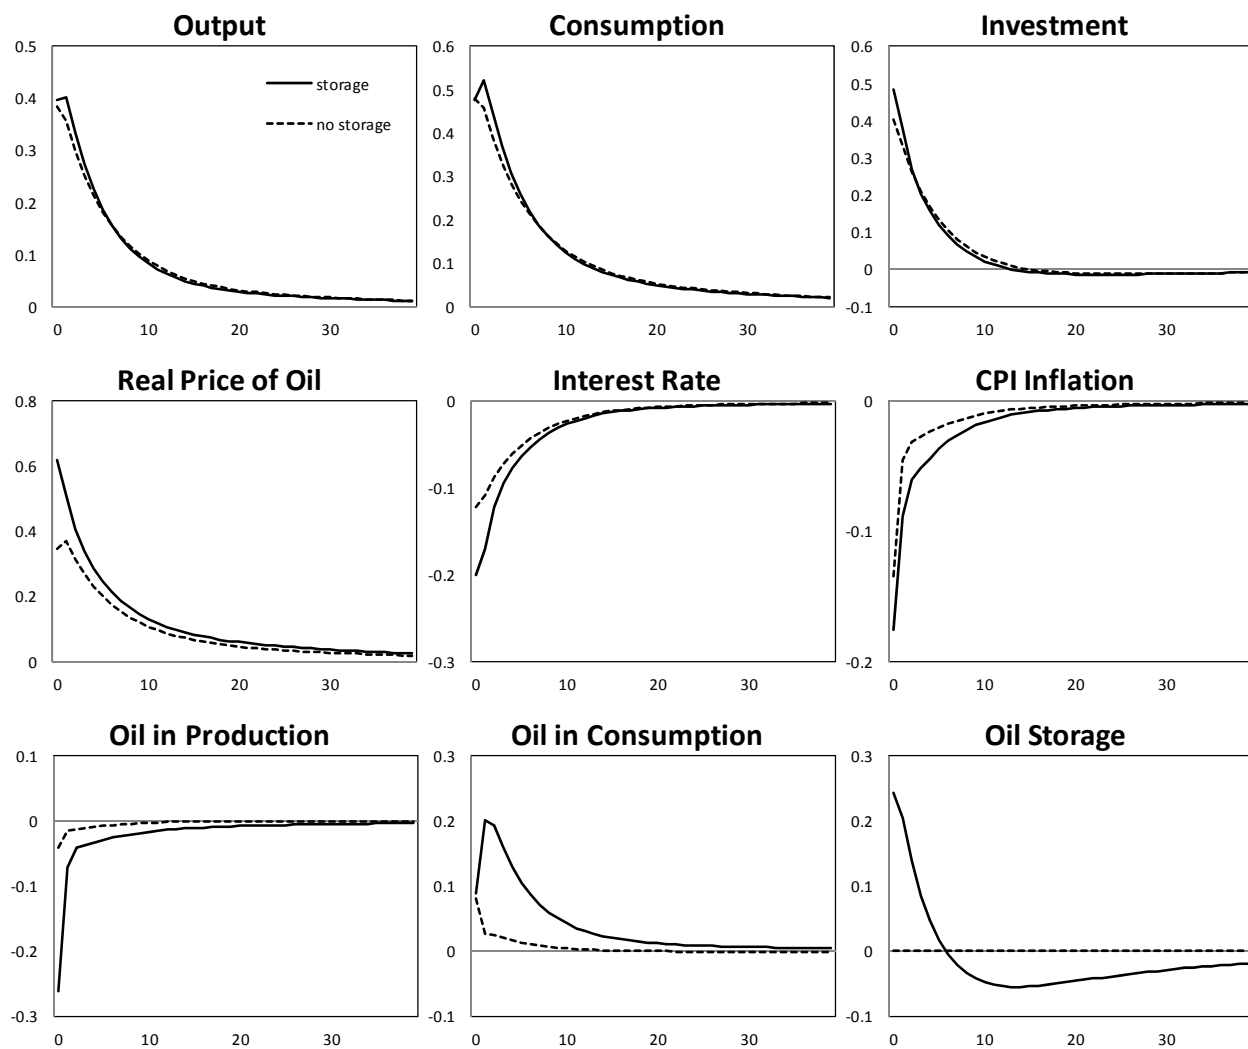 Output Consumption Investment
0.5 0.6 0.6
0.4 0.5 0.5
0.3 0.4 0.4
0.2 0.3 0.3
0.1 0.2 0.2
0 0.1 0.1
0 0
-0.1
storage
no storage
0 10 20 30 0 10 20 30 0 10 20 30
Real Price of Oil Interest Rate CPI Inflation
0.8 0 0
0.6 -0.1 -0.1
0.4 -0.2 -0.2
0.2 -0.3
0
0 10 20 30 0 10 20 30 0 10 20 30
Oil in Production Oil in Consumption Oil Storage
0.1 0.3 0.3
0 0.2 0.2
-0.1 0.1 0.1
-0.2 0 0
-0.3 -0.1 -0.1
0 10 20 30 0 10 20 30 0 10 20 30